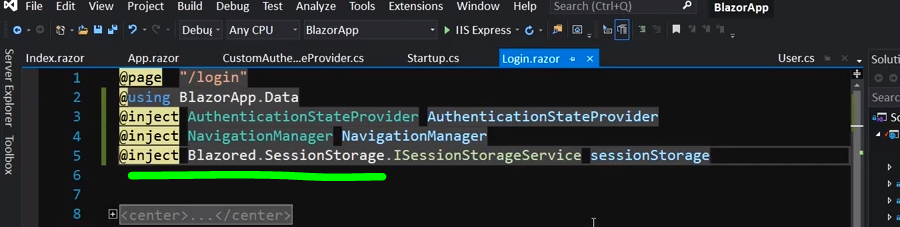 File Edit View Project Build Debug Test Analyze Tools Extensions Window Help Search (Ctrl+Q) BlazorApp
Debug Any CPU BlazorApp IIS Express
Index.razor App.razor CustomAuthe...eProvider.cs Startup.cs Login.razor User.cs Solutio
Server Explorer
Toolbox
Searc
So
1 @page "/login"
2 @using BlazorApp.Data
3 @inject AuthenticationStateProvider AuthenticationStateProvider
4 @inject NavigationManager NavigationManager
5 @inject Blazored.SessionStorage.ISessionStorageService sessionStorage
6
7
8 <center>...</center>